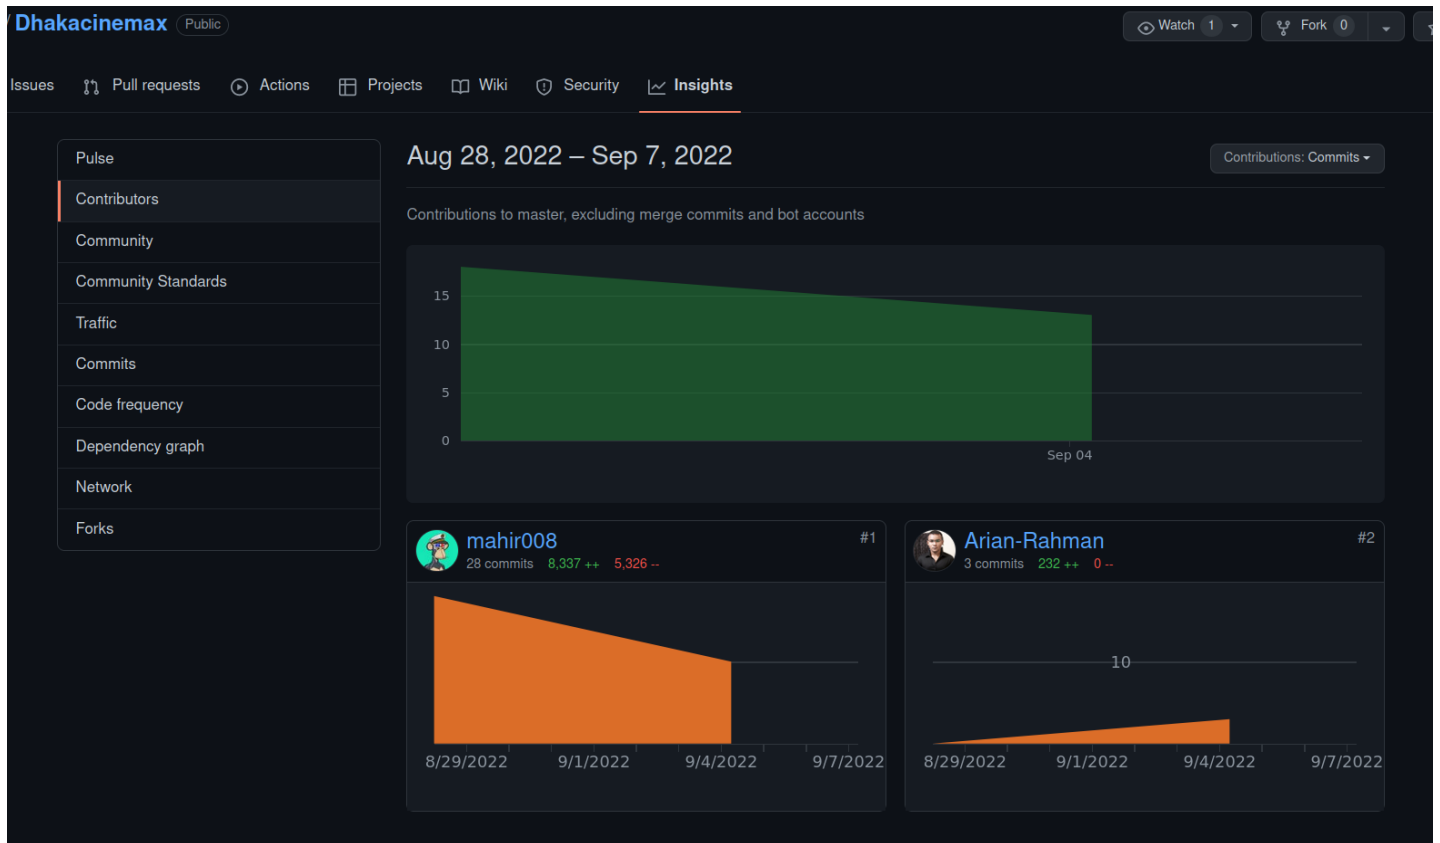 / Dhakacinemax Public
Watch 1
Fork 0
Issues
Pull requests
Actions
Projects
Wiki
Security
Insights
Pulse
Contributors
Community
Community Standards
Traffic
Commits
Code frequency
Dependency graph
Network
Forks
Aug 28, 2022 – Sep 7, 2022
Contributions: Commits
Contributions to master, excluding merge commits and bot accounts
15
10
5
0
Sep 04
mahir008
#1
28 commits 8,337 ++ 5,326 --
8/29/2022 9/1/2022 9/4/2022 9/7/2022
Arian-Rahman
#2
3 commits 232 ++ 0 --
10
8/29/2022 9/1/2022 9/4/2022 9/7/2022